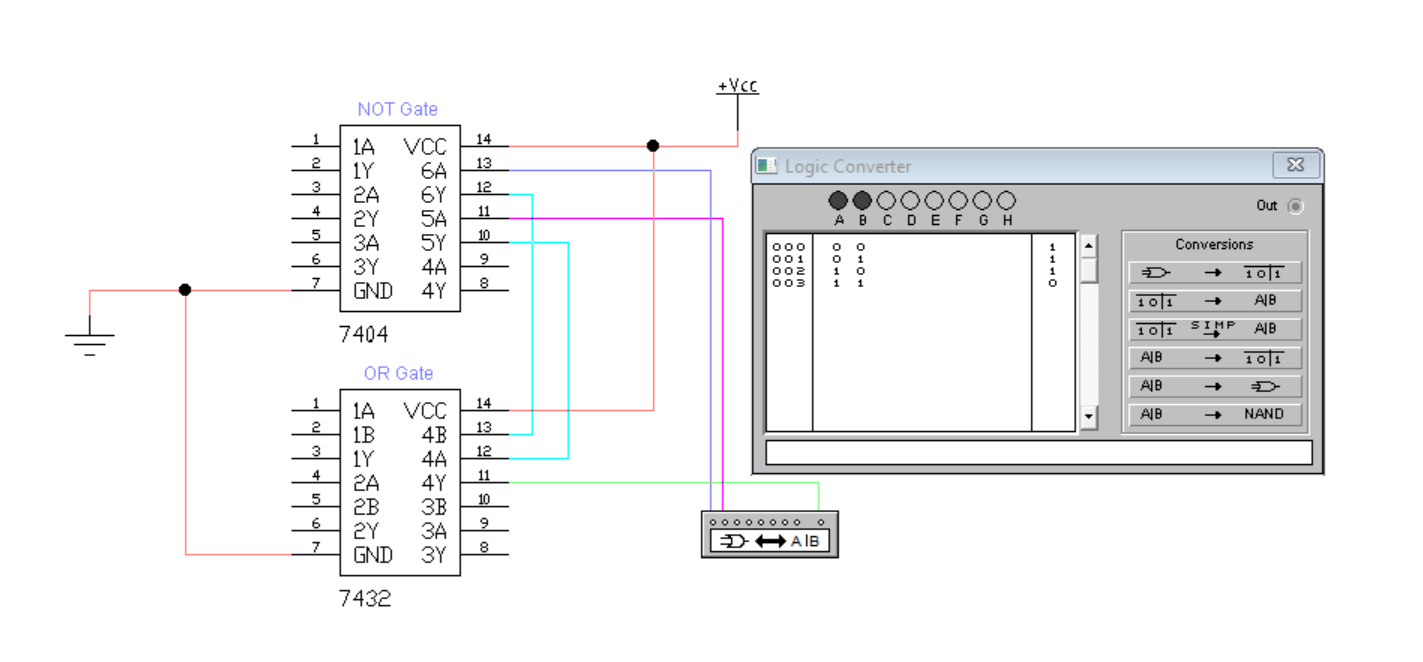 +Vcc
NOT Gate
1 1A VCC 14
2 1Y 6A 13
3 2A 6Y 12
4 2Y 5A 11
5 3A 5Y 10
6 3Y 4A 9
7 GND 4Y 8
7404
OR Gate
1 1A VCC 14
2 1B 4B 13
3 1Y 4A 12
4 2A 4Y 11
5 2B 3B 10
6 2Y 3A 9
7 GND 3Y 8
7432
Logic Converter
A B C D E F G H
Out
000 0 0 1
001 0 1 1
002 1 0 1
003 1 1 0
Conversions
→ 1 0|1
1 0|1 → A|B
1 0|1 SIMP → A|B
A|B → 1 0|1
A|B →
A|B → NAND
A|B